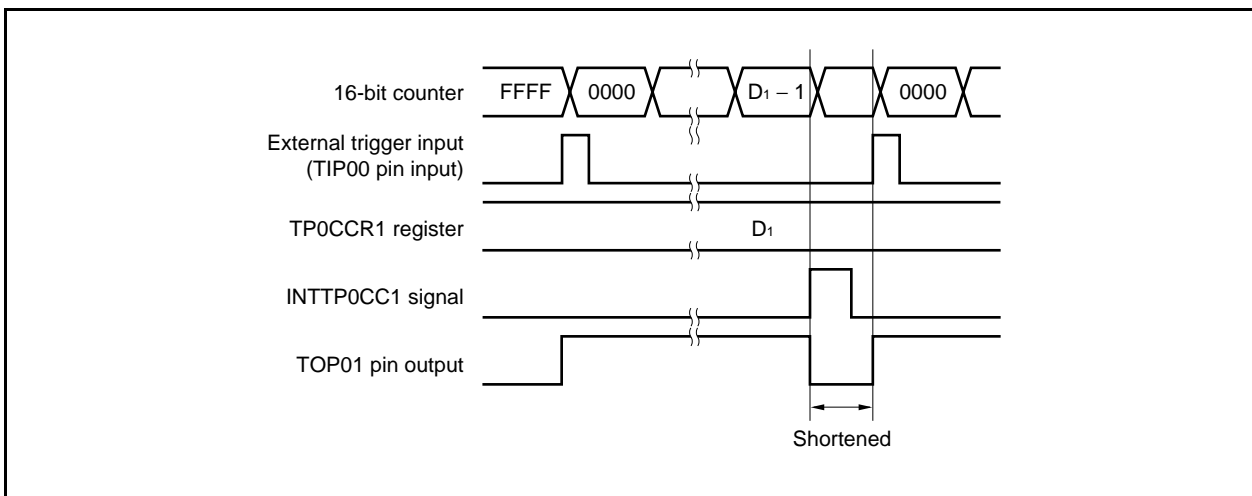 16-bit counter FFFF 0000 D₁ − 1 0000
External trigger input
(TIP00 pin input)
TP0CCR1 register D₁
INTTP0CC1 signal
TOP01 pin output
Shortened